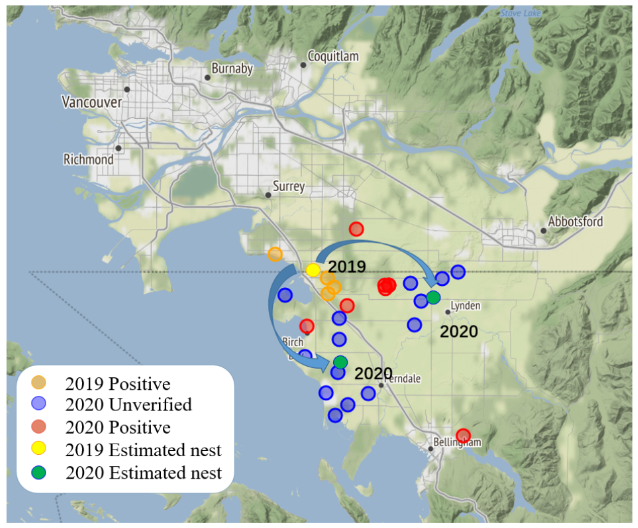 Stave Lake
Coquitlam
Burnaby
Vancouver
Richmond
Surrey
Abbotsford
2019
Lynden
2020
Birch
2020
Ferndale
Bellingham
2019 Positive
2020 Unverified
2020 Positive
2019 Estimated nest
2020 Estimated nest